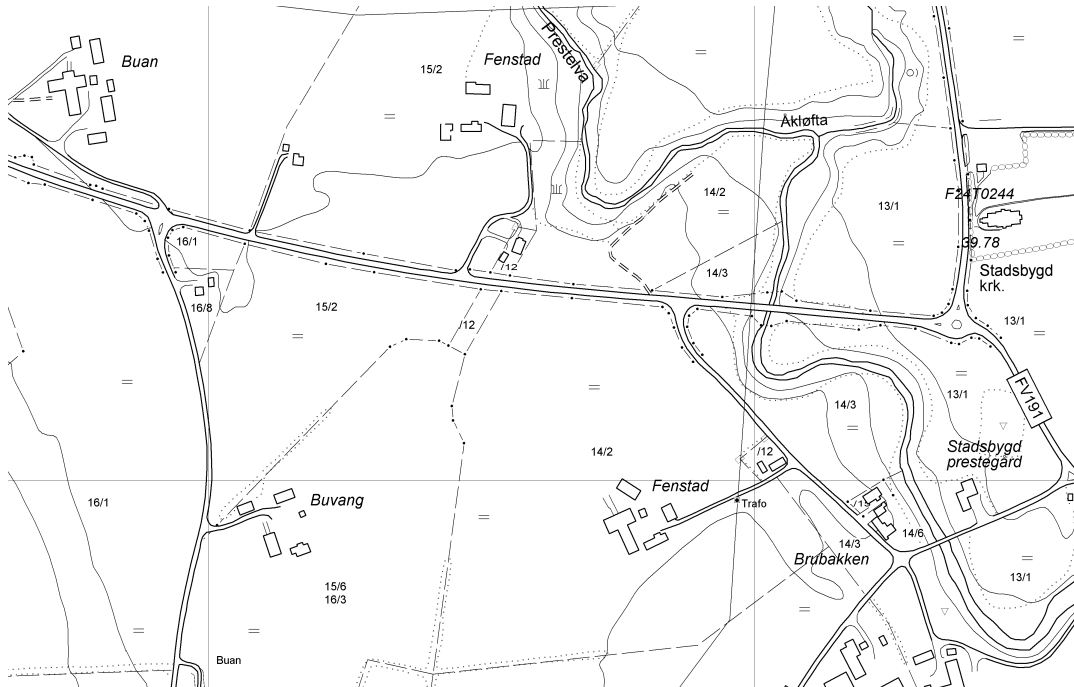 Prestelva
Buan
Fenstad
15/2
Åkløfta
14/2
F24T0244
13/1
16/1
39.78
/12
14/3
Stadsbygd
krk.
16/8
15/2
/12
13/1
FV191
13/1
14/3
Stadsbygd
prestegård
14/2
/12
Fenstad
Buvang
16/1
Trafo
14/3
14/6
Brubakken
13/1
15/6
16/3
Buan